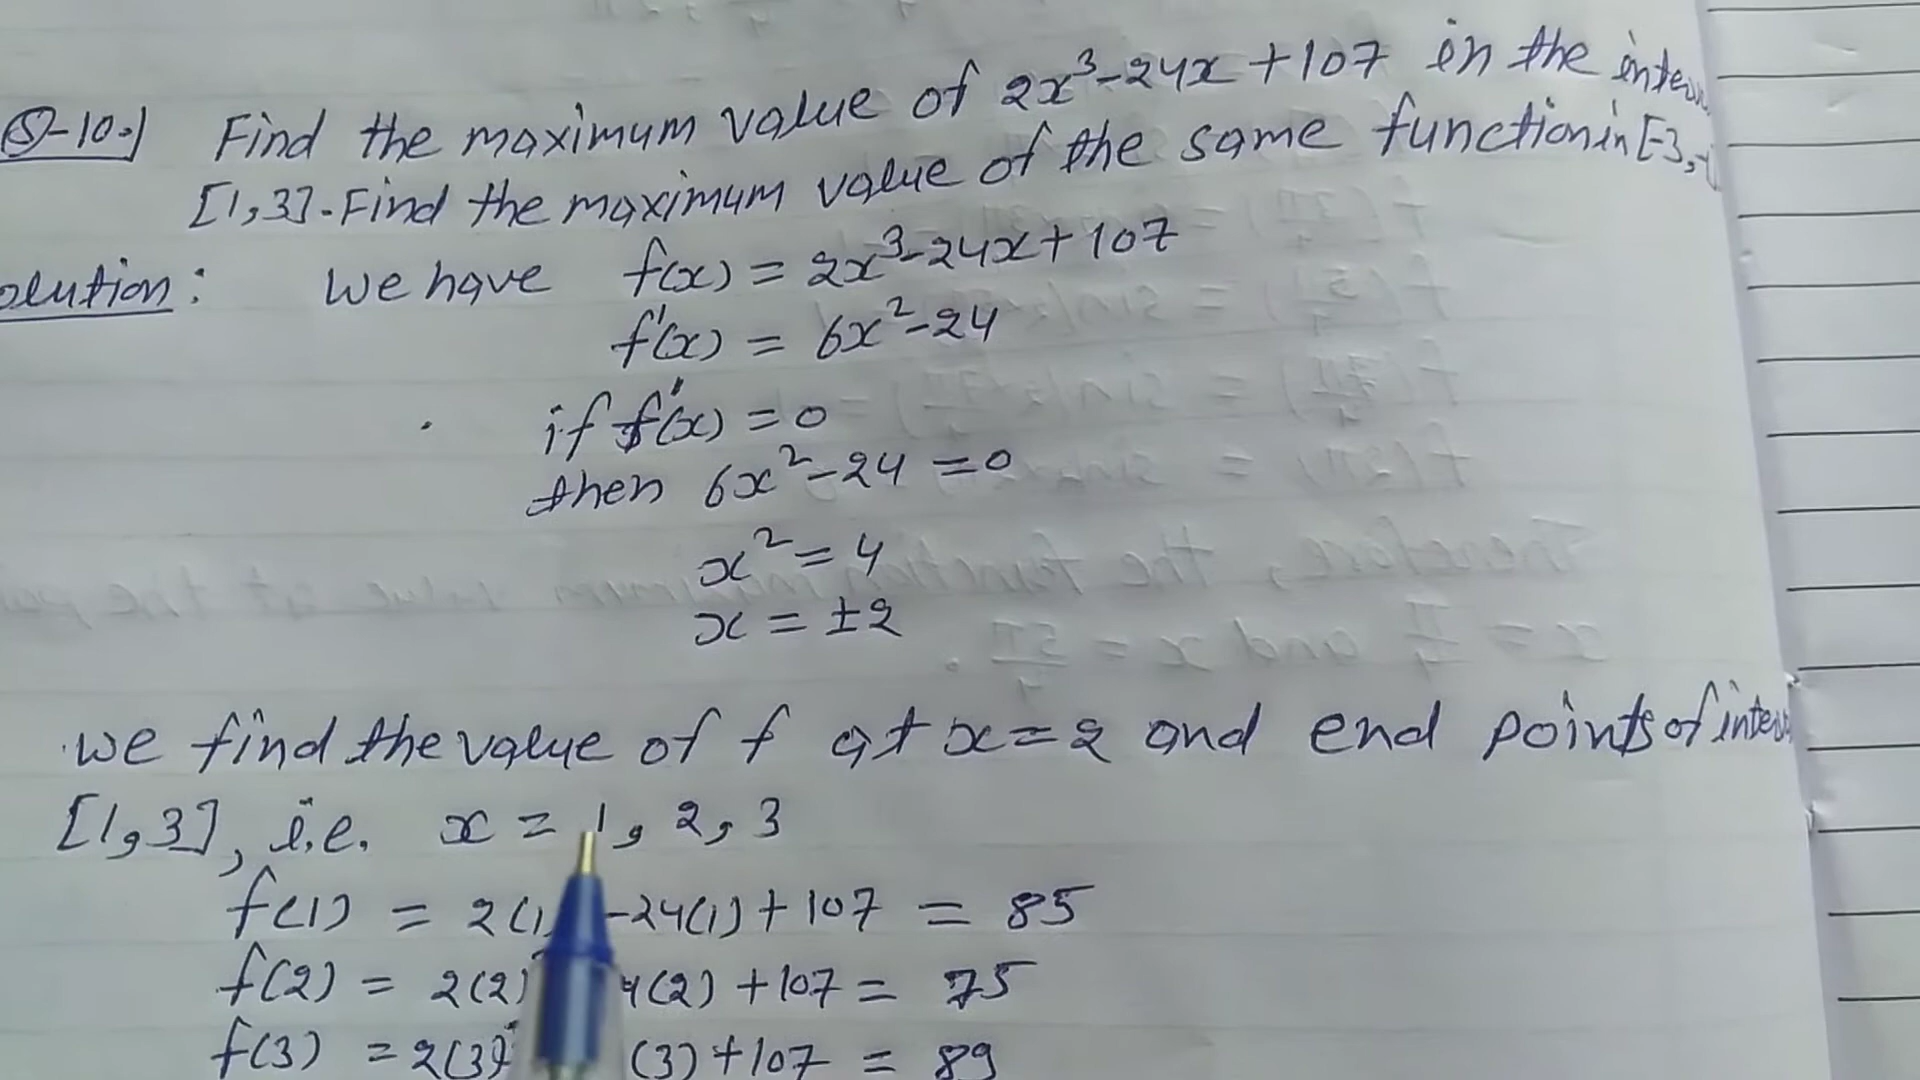 S-10.) Find the maximum value of 2x³-24x+107 in the
[1,3]. Find the maximum value of the same function in [-3,
olution: we have f(x) = 2x³-24x+107
f'(x) = 6x²-24
if f'(x) = 0
then 6x²-24 = 0
x² = 4
x = ±2
we find the value of f at x=2 and end points of
[1,3], i.e. x = 1, 2, 3
f(1) = 2(1 -24(1)+107 = 85
f(2) = 2(2) 4(2)+107 = 75
f(3) = 2(3) (3)+107 = 89